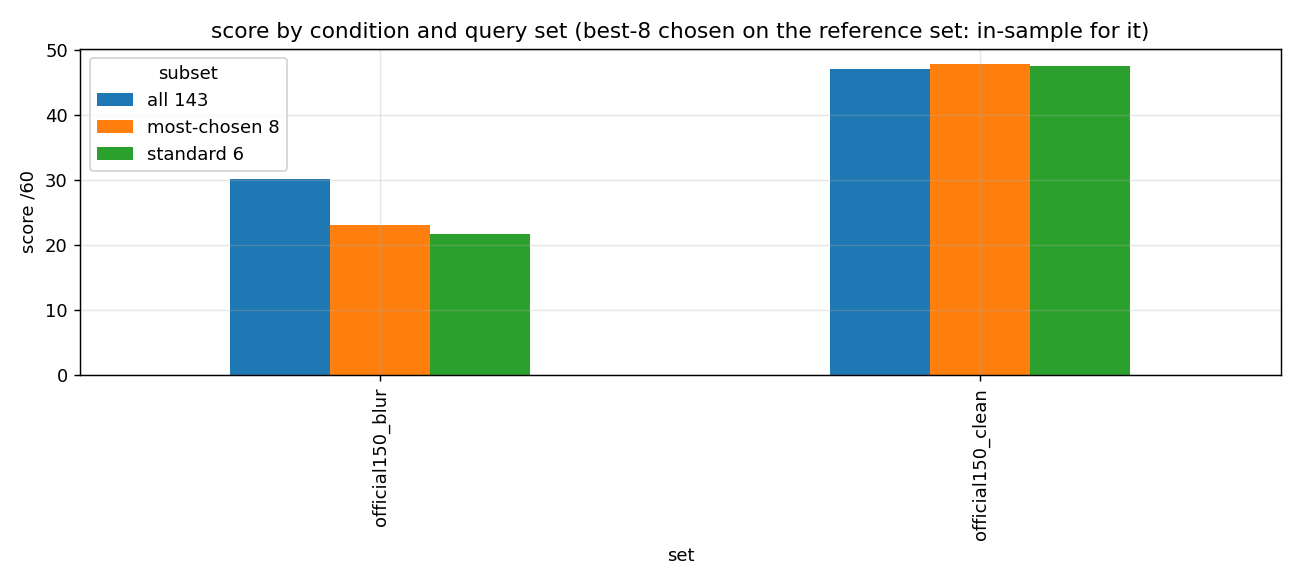 score by condition and query set (best-8 chosen on the reference set: in-sample for it)
50
40
30
20
10
0
score /60
subset
all 143
most-chosen 8
standard 6
official150_blur
official150_clean
set